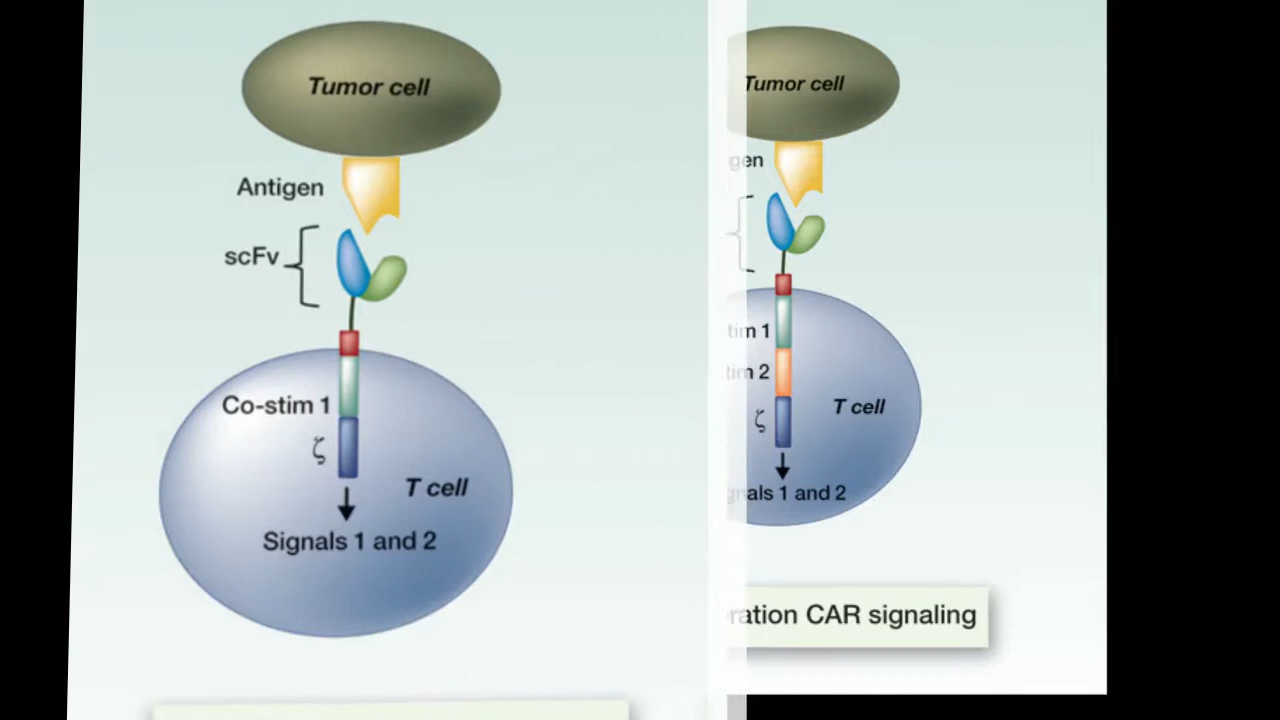 Tumor cell
Antigen
scFv
Co-stim 1
ζ
T cell
Signals 1 and 2
Tumor cell
gen
tim 1
tim 2
ζ
T cell
gnals 1 and 2
ration CAR signaling